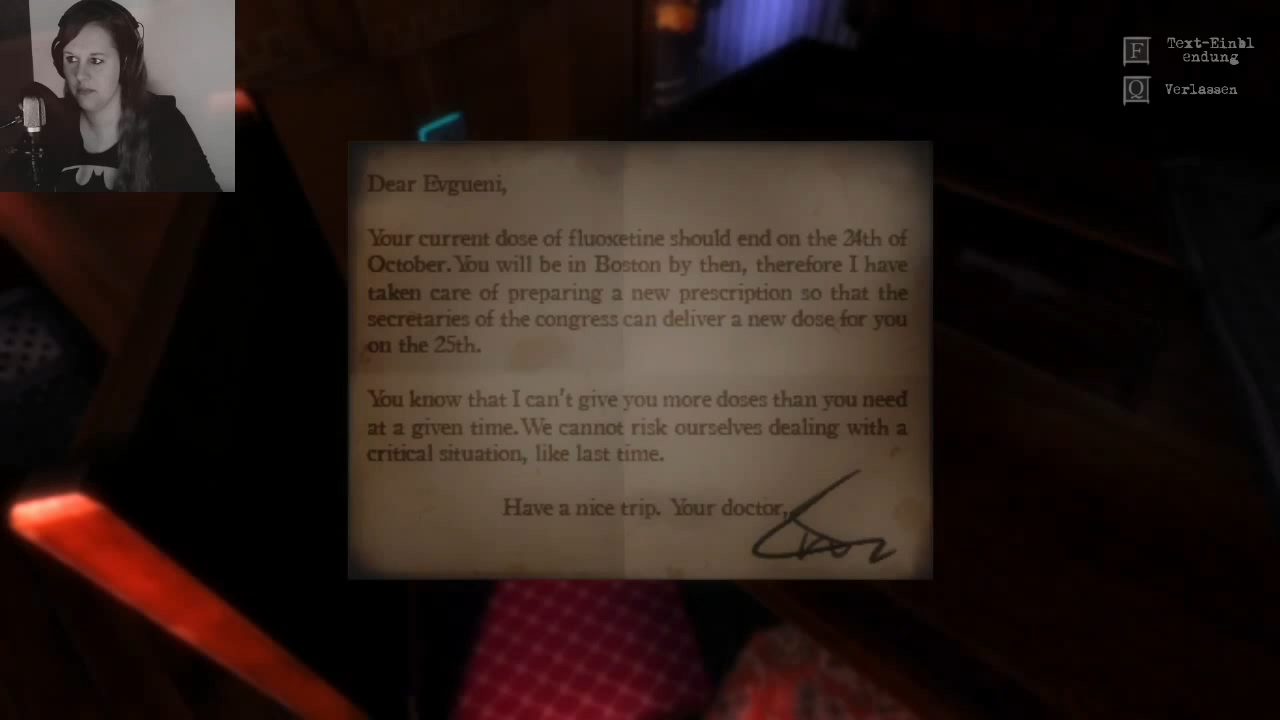 F Text-Einbl
endung
Q Verlassen
Dear Evgueni,
Your current dose of fluoxetine should end on the 24th of
October. You will be in Boston by then, therefore I have
taken care of preparing a new prescription so that the
secretaries of the congress can deliver a new dose for you
on the 25th.
You know that I can't give you more doses than you need
at a given time. We cannot risk ourselves dealing with a
critical situation, like last time.
Have a nice trip. Your doctor,